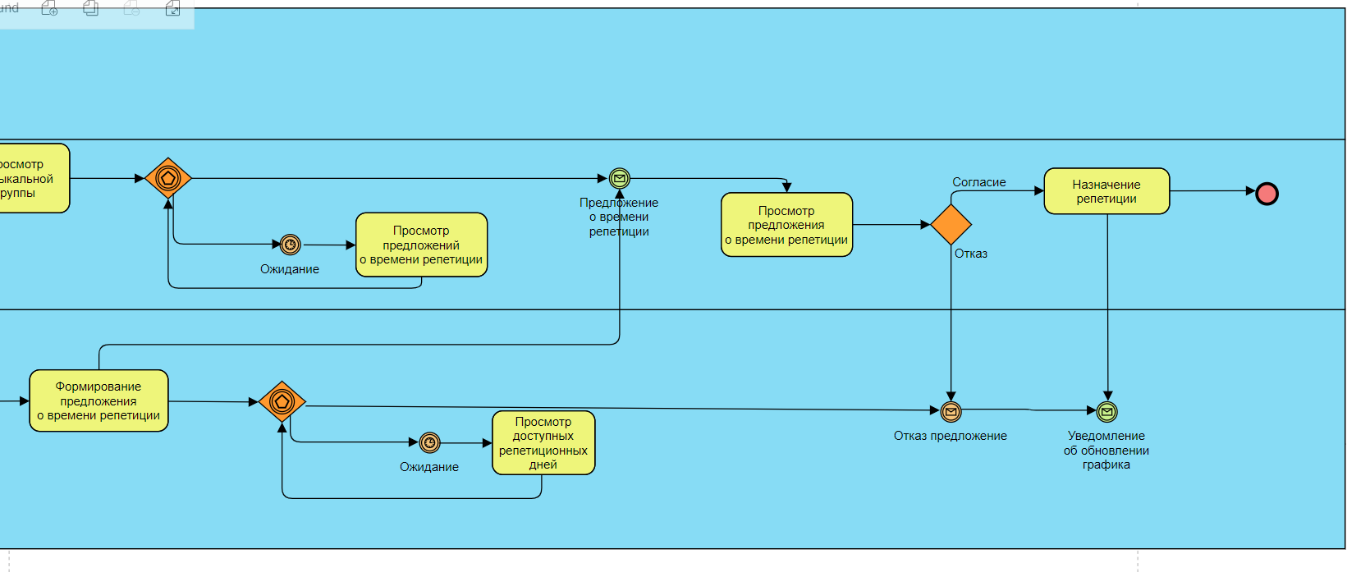 und
росмотр
ыкальной
руппы
Ожидание
Просмотр
предложений
о времени репетиции
Предложение
о времени
репетиции
Просмотр
предложения
о времени репетиции
Согласие
Отказ
Назначение
репетиции
Формирование
предложения
о времени репетиции
Ожидание
Просмотр
доступных
репетиционных
дней
Отказ предложение
Уведомление
об обновлении
графика